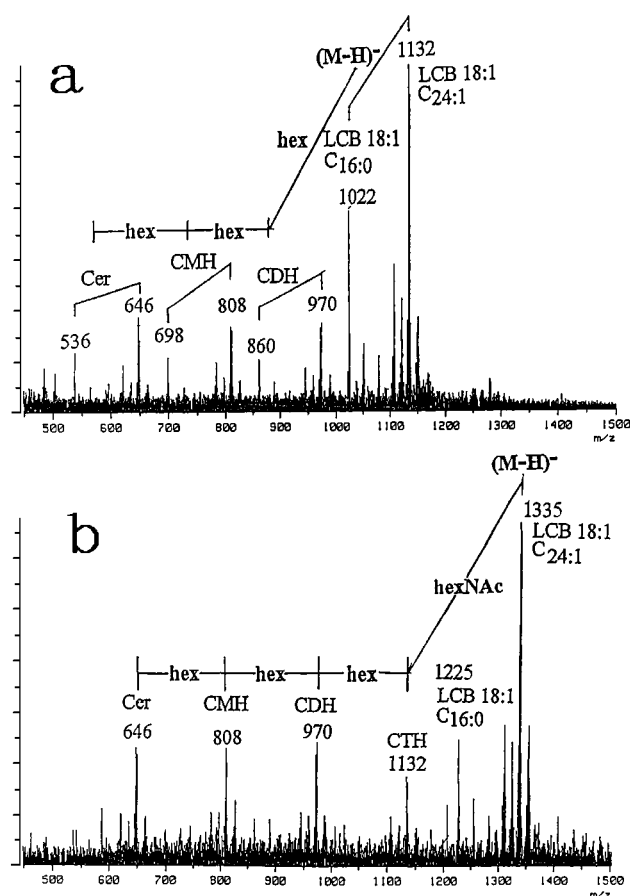 a
(M-H)-
1132
LCB 18:1
C24:1
hex
LCB 18:1
C16:0
1022
hex
hex
Cer
CMH
CDH
646
808
970
536
698
860
500
600
700
800
900
1000
1100
1200
1300
1400
1500
m/z
b
(M-H)-
1335
LCB 18:1
C24:1
hexNAc
hex
hex
hex
1225
LCB 18:1
C16:0
Cer
CMH
CDH
CTH
646
808
970
1132
500
600
700
800
900
1000
1100
1200
1300
1400
1500
m/z